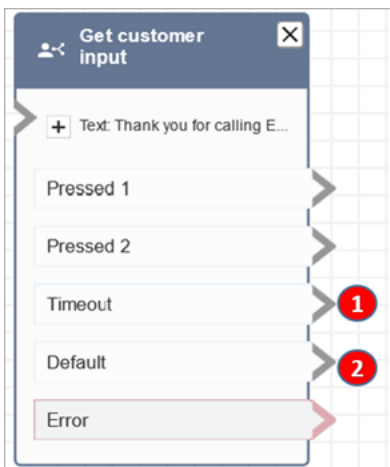 Get customer
input
Text: Thank you for calling E...
Pressed 1
Pressed 2
Timeout
1
Default
2
Error